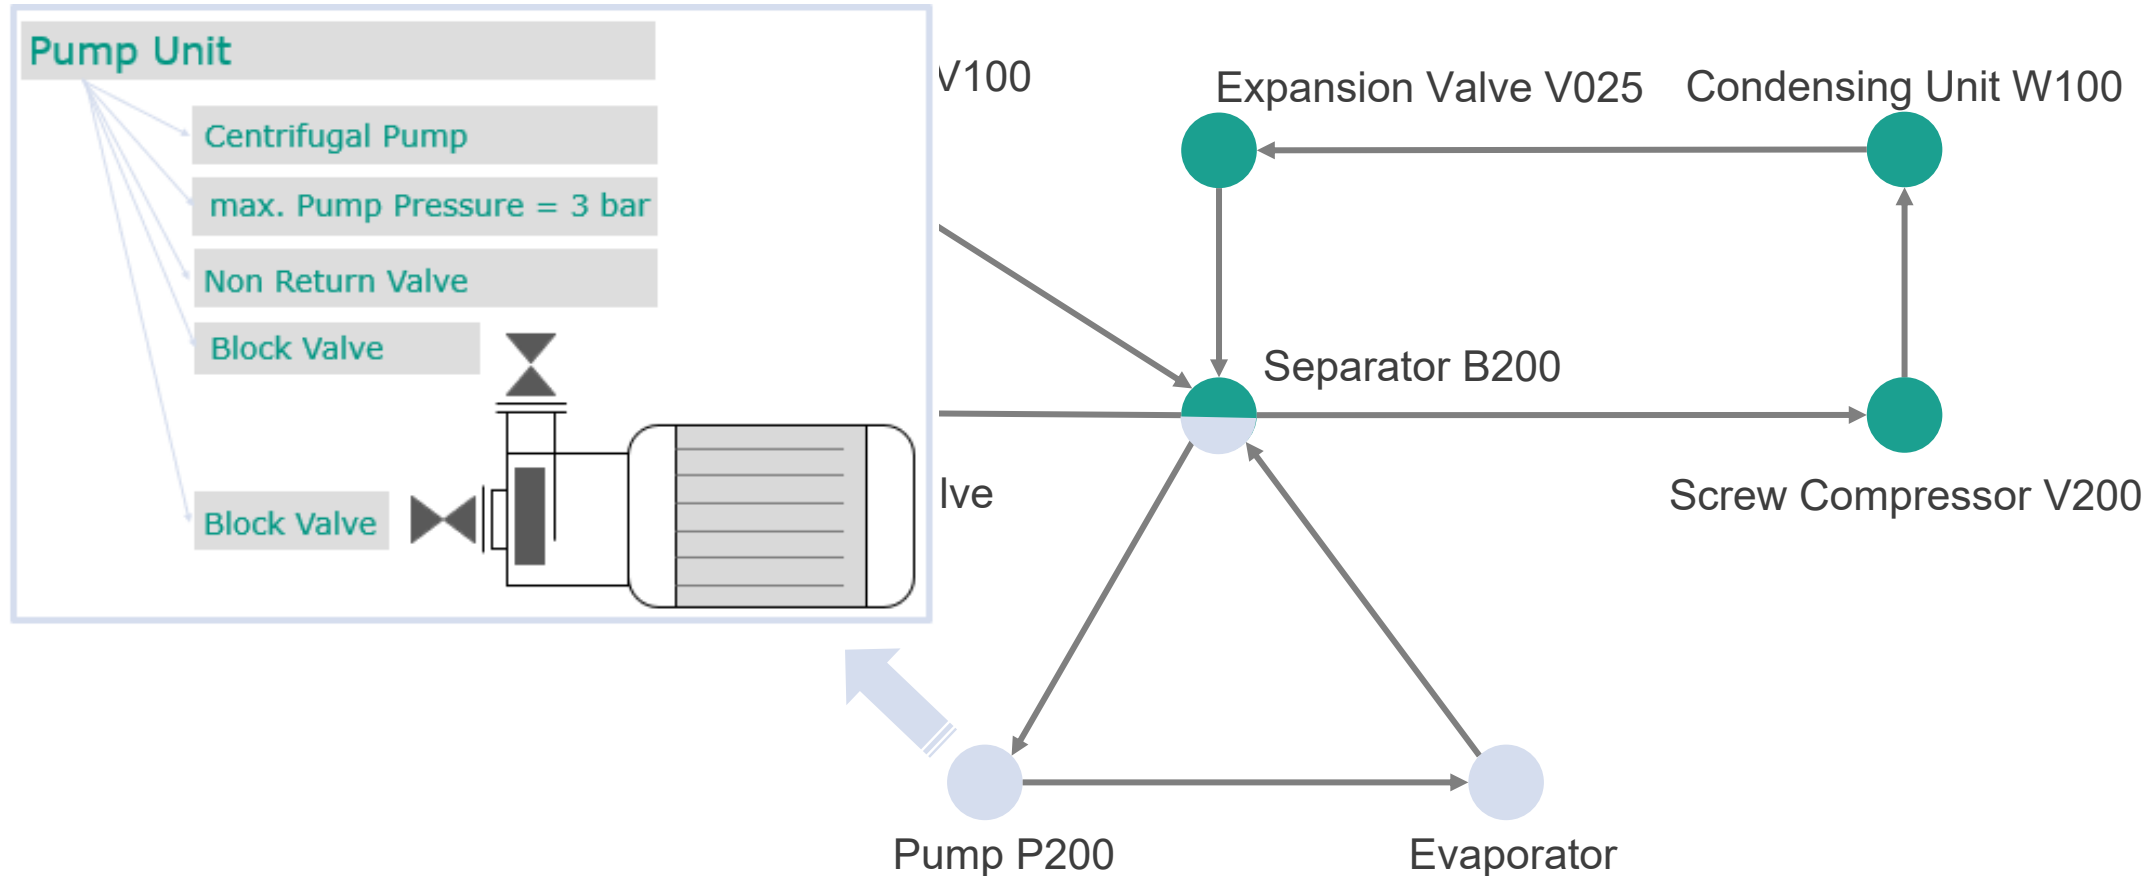 Pump Unit
Centrifugal Pump
max. Pump Pressure = 3 bar
Non Return Valve
Block Valve
Block Valve
V100
Expansion Valve V025
Condensing Unit W100
Separator B200
lve
Screw Compressor V200
Pump P200
Evaporator